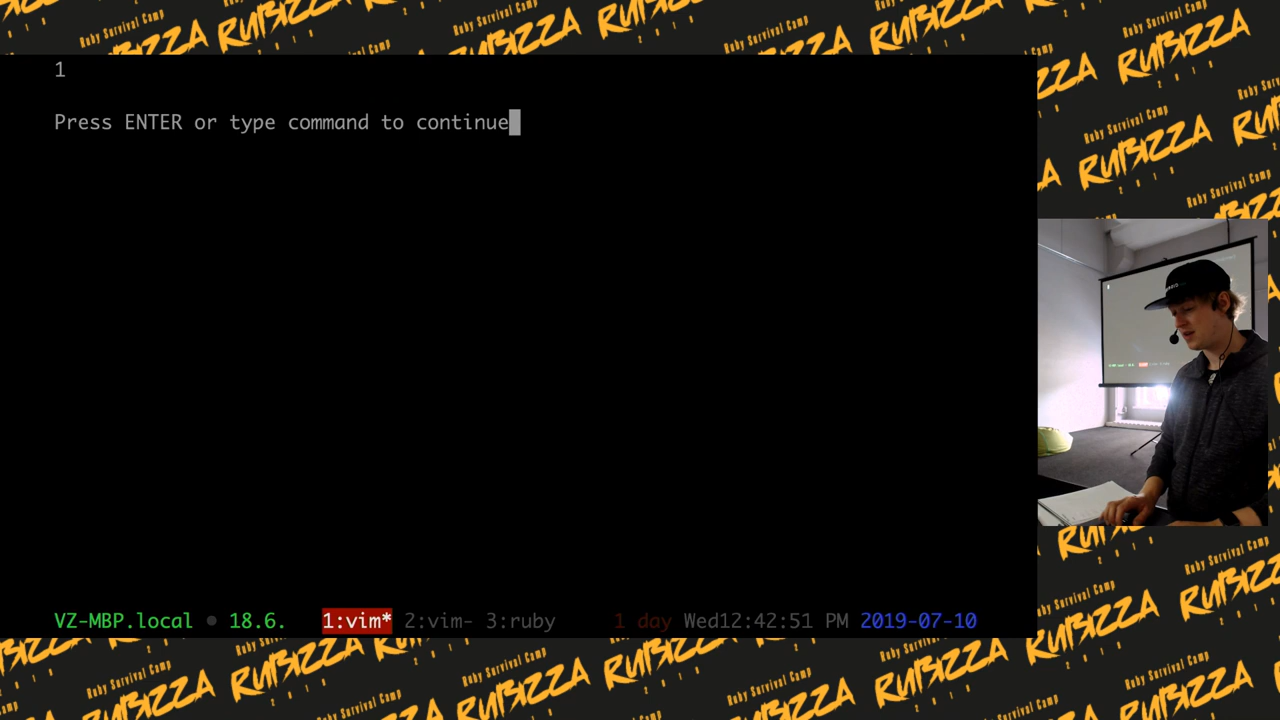 1
Press ENTER or type command to continue
VZ-MBP.local • 18.6. 1:vim* 2:vim- 3:ruby 1 day Wed12:42:51 PM 2019-07-10
Ruby Survival Camp
RUBIZZA
2019